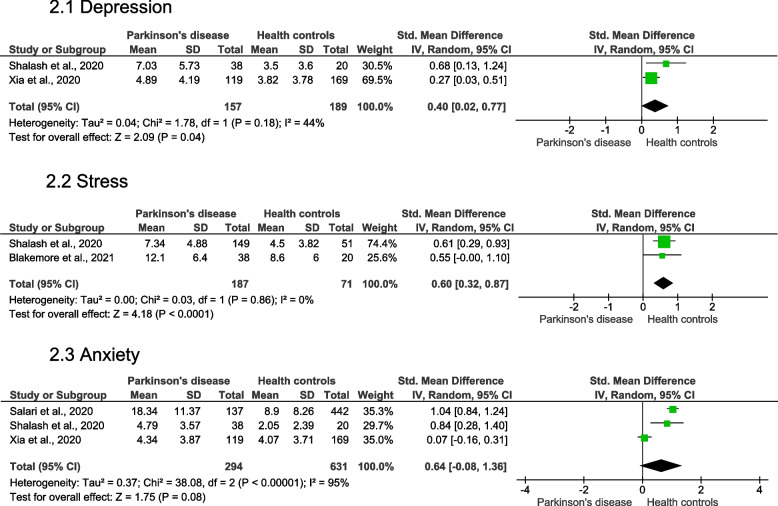 2.1 Depression
Parkinson's disease Health controls Std. Mean Difference Std. Mean Difference
Study or Subgroup Mean SD Total Mean SD Total Weight IV, Random, 95% CI IV, Random, 95% CI
Shalash et al., 2020 7.03 5.73 38 3.5 3.6 20 30.5% 0.68 [0.13, 1.24]
Xia et al., 2020 4.89 4.19 119 3.82 3.78 169 69.5% 0.27 [0.03, 0.51]
Total (95% CI) 157 189 100.0% 0.40 [0.02, 0.77]
Heterogeneity: Tau² = 0.04; Chi² = 1.78, df = 1 (P = 0.18); I² = 44%
Test for overall effect: Z = 2.09 (P = 0.04)
-2 -1 0 1 2
Parkinson's disease Health controls
2.2 Stress
Parkinson's disease Health controls Std. Mean Difference Std. Mean Difference
Study or Subgroup Mean SD Total Mean SD Total Weight IV, Random, 95% CI IV, Random, 95% CI
Shalash et al., 2020 7.34 4.88 149 4.5 3.82 51 74.4% 0.61 [0.29, 0.93]
Blakemore et al., 2021 12.1 6.4 38 8.6 6 20 25.6% 0.55 [-0.00, 1.10]
Total (95% CI) 187 71 100.0% 0.60 [0.32, 0.87]
Heterogeneity: Tau² = 0.00; Chi² = 0.03, df = 1 (P = 0.86); I² = 0%
Test for overall effect: Z = 4.18 (P < 0.0001)
-2 -1 0 1 2
Parkinson's disease Health controls
2.3 Anxiety
Parkinson's disease Health controls Std. Mean Difference Std. Mean Difference
Study or Subgroup Mean SD Total Mean SD Total Weight IV, Random, 95% CI IV, Random, 95% CI
Salari et al., 2020 18.34 11.37 137 8.9 8.26 442 35.3% 1.04 [0.84, 1.24]
Shalash et al., 2020 4.79 3.57 38 2.05 2.39 20 29.7% 0.84 [0.28, 1.40]
Xia et al., 2020 4.34 3.87 119 4.07 3.71 169 35.0% 0.07 [-0.16, 0.31]
Total (95% CI) 294 631 100.0% 0.64 [-0.08, 1.36]
Heterogeneity: Tau² = 0.37; Chi² = 38.08, df = 2 (P < 0.00001); I² = 95%
Test for overall effect: Z = 1.75 (P = 0.08)
-4 -2 0 2 4
Parkinson's disease Health controls